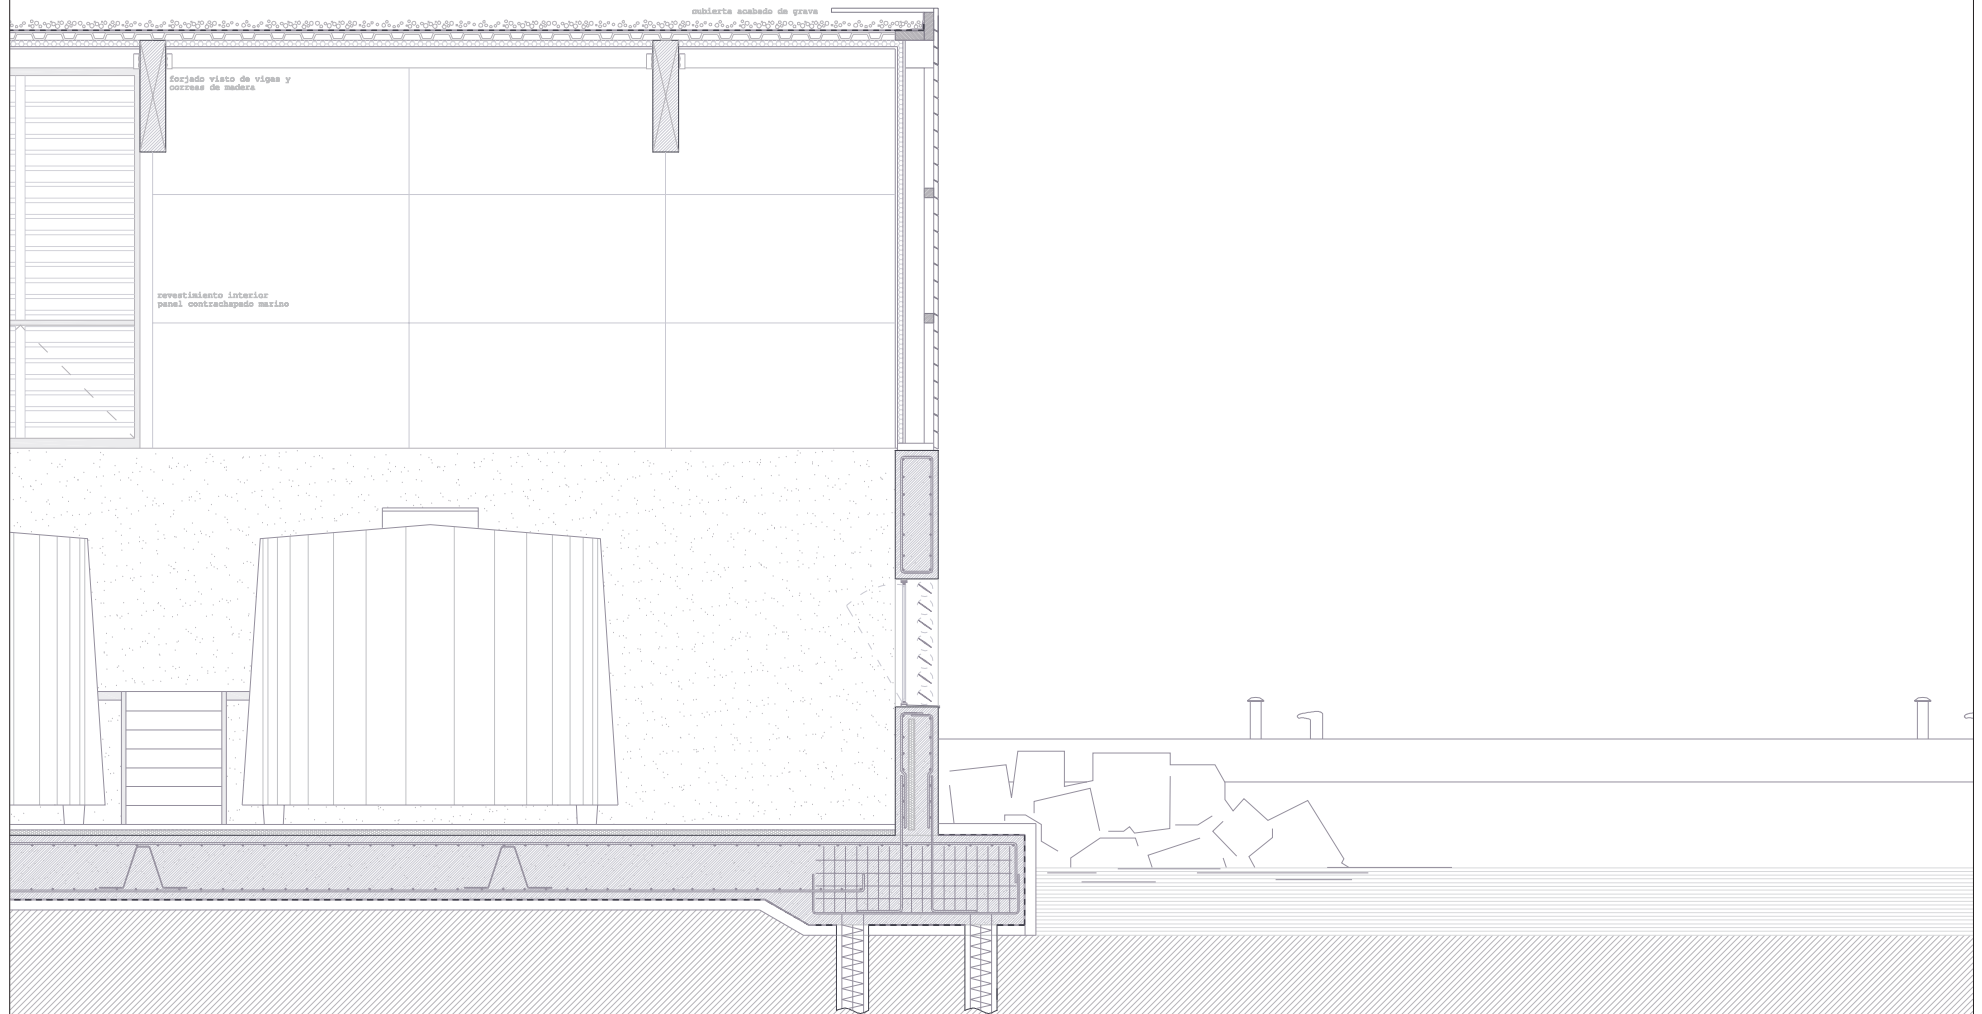 cubierta acabado de grava
forjado visto de vigas y
correas de madera
revestimiento interior
panel contrachapado marino